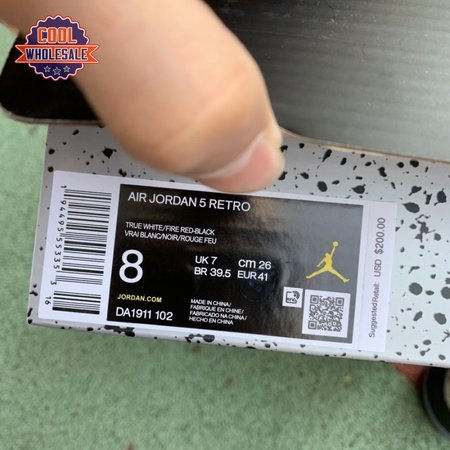 COOL
WHOLESALE
AIR JORDAN 5 RETRO
TRUE WHITE/FIRE RED-BLACK
VRAI BLANC/NOIR/ROUGE FEU
8
UK 7 cm 26
BR 39.5 EUR 41
JORDAN.COM
DA1911 102
MADE IN CHINA/
FABRIQUE EN CHINE/
FABRICADO NA CHINA/
HECHO EN CHINA
Suggested Retail: USD $200.00